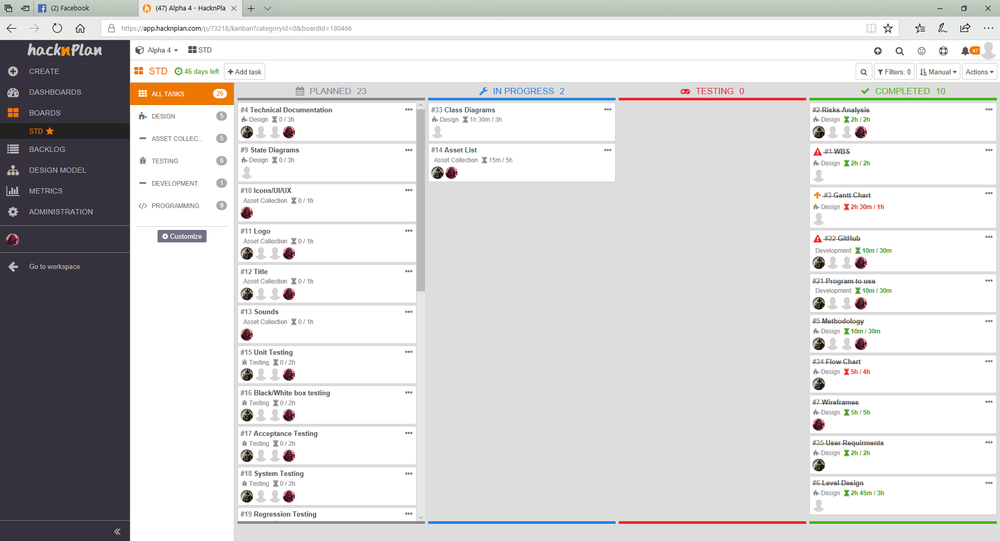 (2) Facebook
(47) Alpha 4 - HacknPla
https://app.hacknplan.com/p/73218/kanban?categoryId=0&boardId=180466
hacknPlan
CREATE
DASHBOARDS
BOARDS
STD
BACKLOG
DESIGN MODEL
METRICS
ADMINISTRATION
Go to workspace
Alpha 4
STD
47
STD
46 days left
Add task
Filters: 0
Manual
Actions
ALL TASKS 26
DESIGN 5
ASSET COLLEC... 5
TESTING 6
DEVELOPMENT 1
PROGRAMMING 9
Customize
PLANNED 23
#4 Technical Documentation
Design 0 / 3h
#9 State Diagrams
Design 0 / 3h
#10 Icons/UI/UX
Asset Collection 0 / 1h
#11 Logo
Asset Collection 0 / 1h
#12 Title
Asset Collection 0 / 1h
#13 Sounds
Asset Collection 0 / 1h
#15 Unit Testing
Testing 0 / 2h
#16 Black/White box testing
Testing 0 / 2h
#17 Acceptance Testing
Testing 0 / 2h
#18 System Testing
Testing 0 / 2h
#19 Regression Testing
IN PROGRESS 2
#33 Class Diagrams
Design 1h 30m / 3h
#14 Asset List
Asset Collection 15m / 5h
TESTING 0
COMPLETED 10
#2 Risks Analysis
Design 2h / 2h
#1 WBS
Design 2h / 2h
#3 Gantt Chart
Design 2h 30m / 1h
#22 GitHub
Development 10m / 30m
#21 Program to use
Development 10m / 30m
#5 Methodology
Design 10m / 30m
#34 Flow Chart
Design 5h / 4h
#7 Wireframes
Design 5h / 5h
#35 User Requirments
Design 2h / 2h
#6 Level Design
Design 2h 45m / 3h